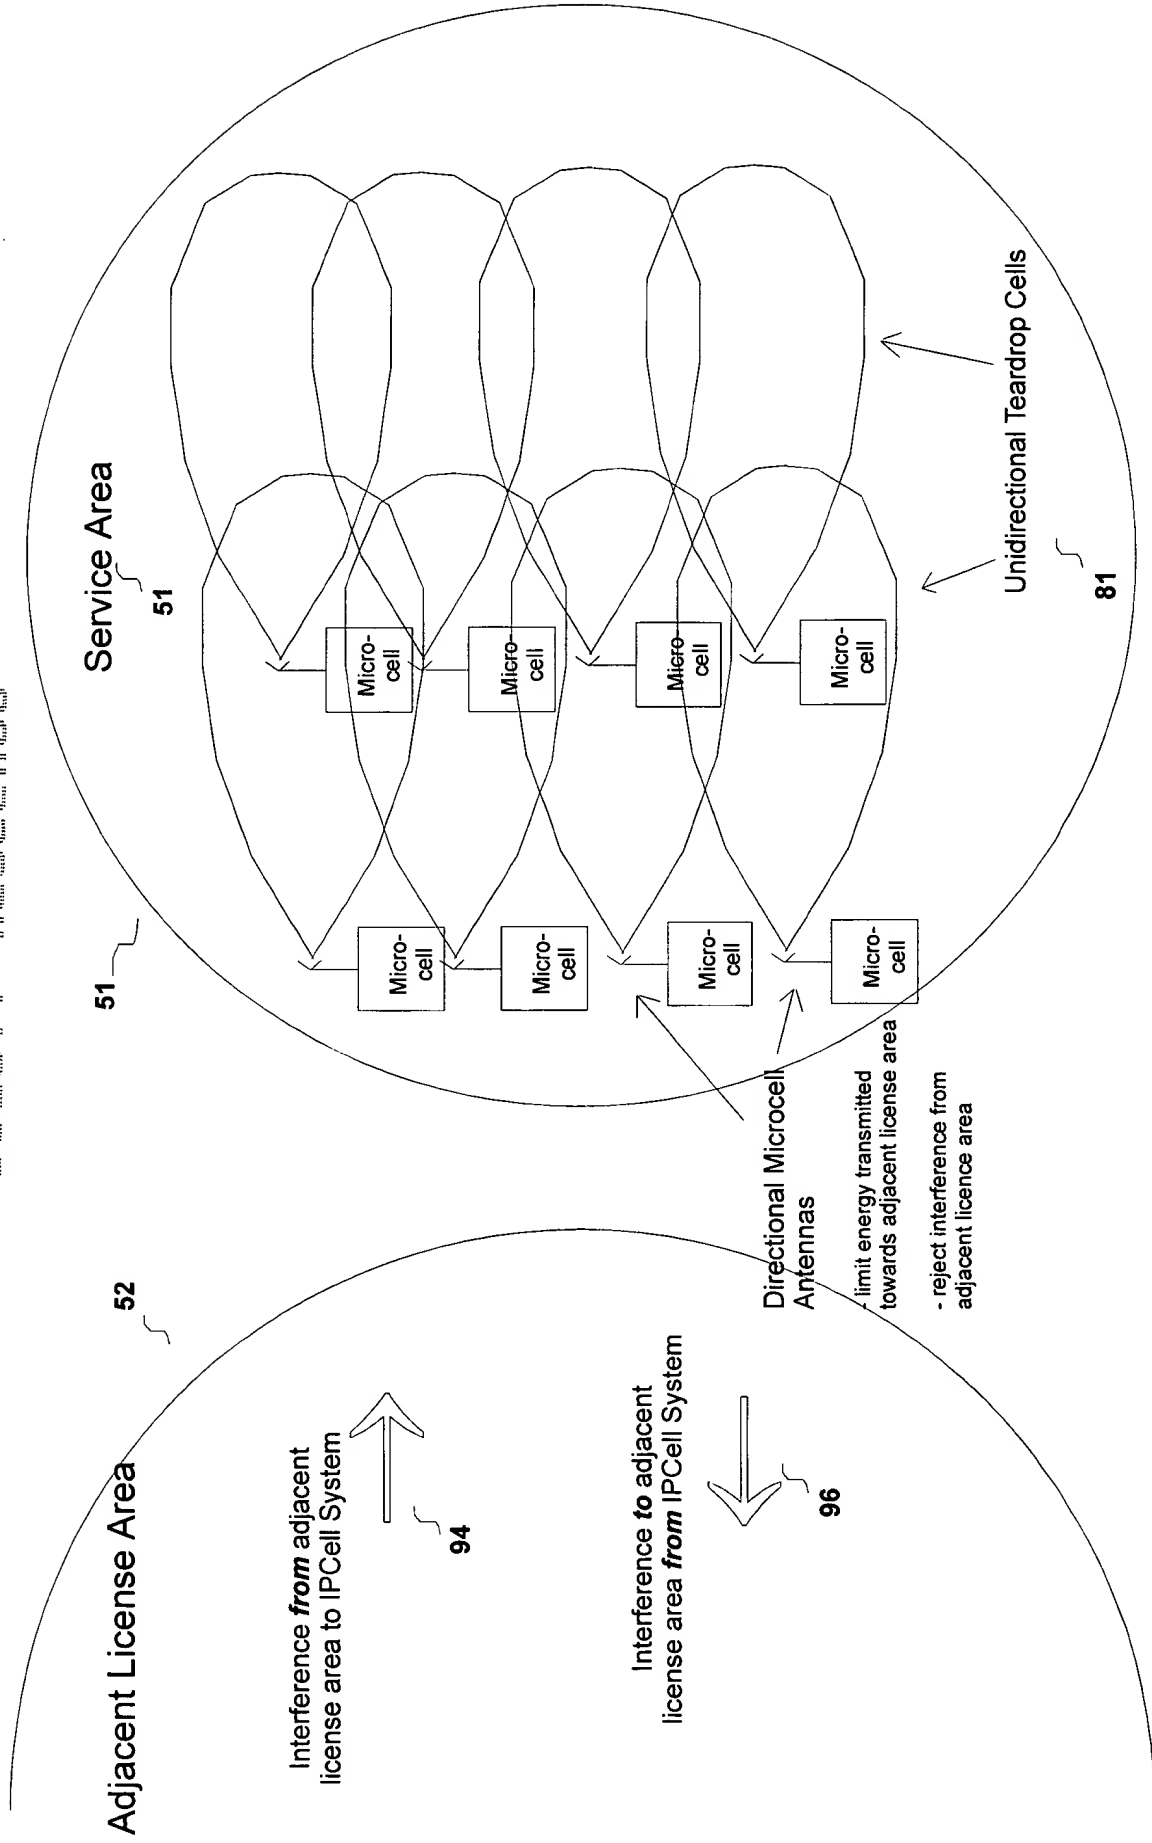 Adjacent License Area
52
Interference from adjacent
license area to IPCell System
94
Interference to adjacent
license area from IPCell System
96
Directional Microcell
Antennas
- limit energy transmitted
towards adjacent license area
- reject interference from
adjacent licence area
51
Service Area
51
Micro-
cell
Micro-
cell
Micro-
cell
Micro-
cell
Micro-
cell
Micro-
cell
Micro-
cell
Micro-
cell
Unidirectional Teardrop Cells
81